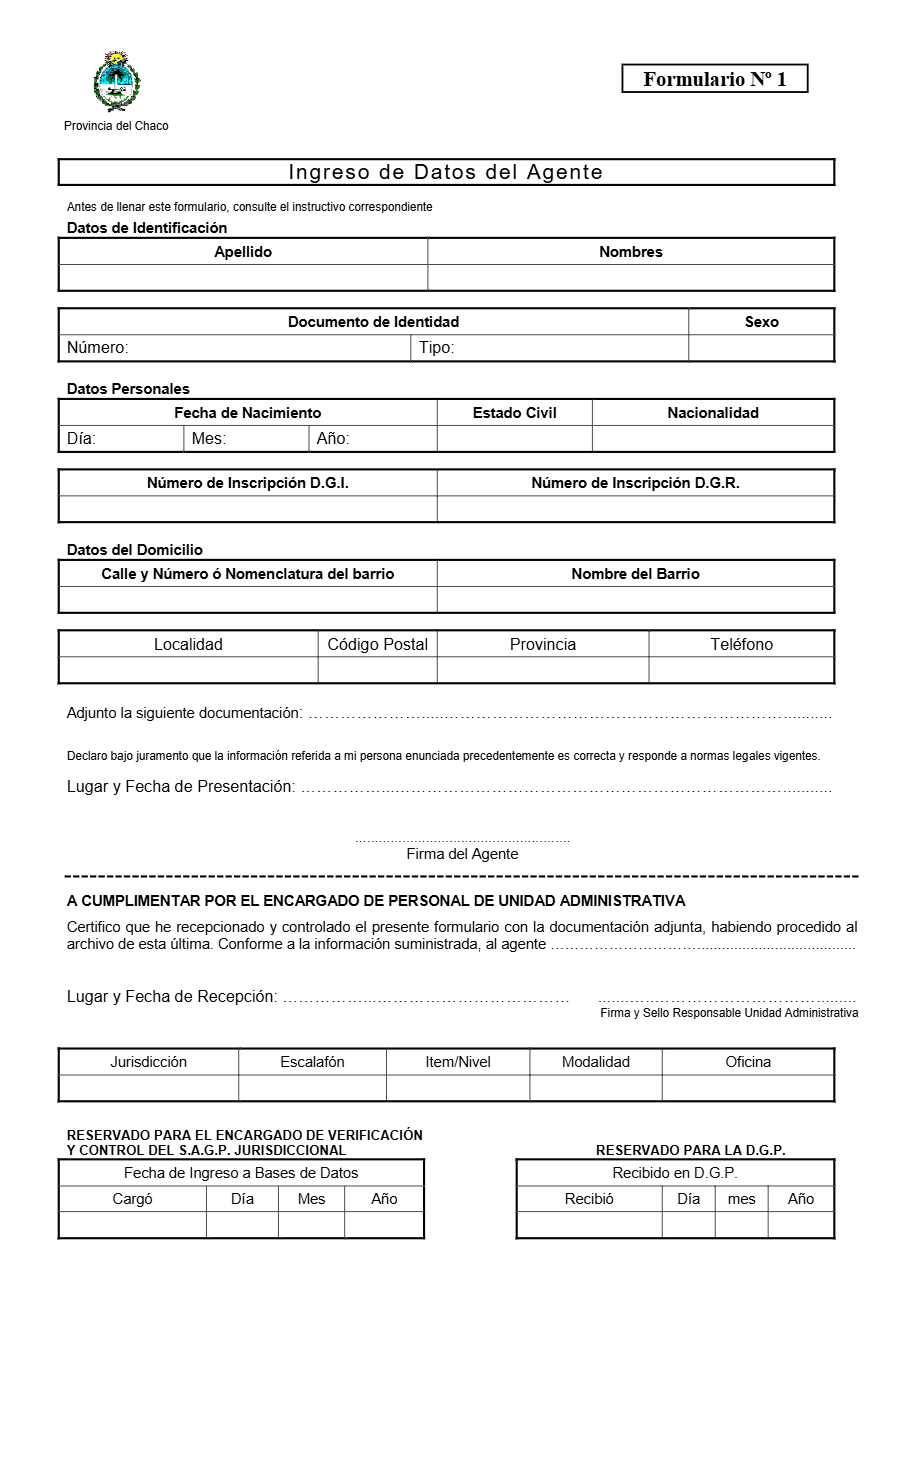 Formulario Nº 1
Provincia del Chaco
Ingreso de Datos del Agente
Antes de llenar este formulario, consulte el instructivo correspondiente
Datos de Identificación
Apellido Nombres
Documento de Identidad Sexo
Número: Tipo:
Datos Personales
Fecha de Nacimiento Estado Civil Nacionalidad
Día: Mes: Año:
Número de Inscripción D.G.I. Número de Inscripción D.G.R.
Datos del Domicilio
Calle y Número ó Nomenclatura del barrio Nombre del Barrio
Localidad Código Postal Provincia Teléfono
Adjunto la siguiente documentación: …………………....……………………………………………………...........
Declaro bajo juramento que la información referida a mi persona enunciada precedentemente es correcta y responde a normas legales vigentes.
Lugar y Fecha de Presentación: ……………...………………………………………………………………...........
......................................................................
Firma del Agente
A CUMPLIMENTAR POR EL ENCARGADO DE PERSONAL DE UNIDAD ADMINISTRATIVA
Certifico que he recepcionado y controlado el presente formulario con la documentación adjunta, habiendo procedido al
archivo de esta última. Conforme a la información suministrada, al agente ………………………......................................
Lugar y Fecha de Recepción: ……………...……………………………… ......…..……………………….........
Firma y Sello Responsable Unidad Administrativa
Jurisdicción Escalafón Item/Nivel Modalidad Oficina
RESERVADO PARA EL ENCARGADO DE VERIFICACIÓN
Y CONTROL DEL S.A.G.P. JURISDICCIONAL RESERVADO PARA LA D.G.P.
Fecha de Ingreso a Bases de Datos Recibido en D.G.P.
Cargó Día Mes Año Recibió Día mes Año